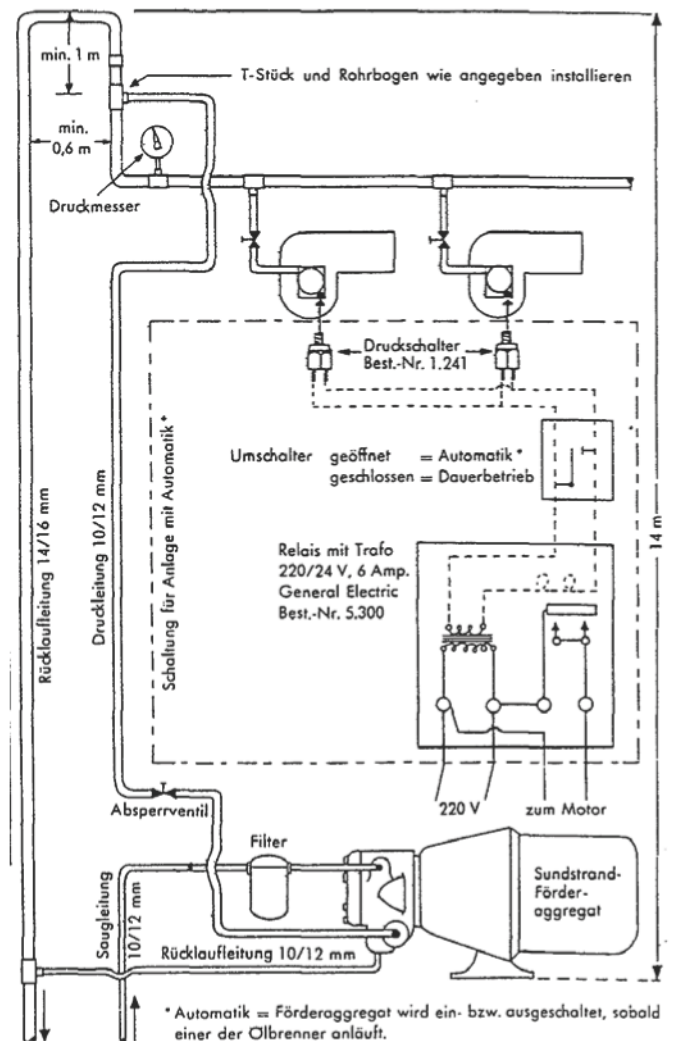 min. 1 m
T-Stück und Rohrbogen wie angegeben installieren
min.
0,6 m
Druckmesser
Druckschalter
Best.-Nr. 1.241
Umschalter geöffnet = Automatik*
geschlossen = Dauerbetrieb
Rücklaufleitung 14/16 mm
Druckleitung 10/12 mm
Schaltung für Anlage mit Automatik*
14 m
Relais mit Trafo
220/24 V, 6 Amp.
General Electric
Best.-Nr. 5.300
220 V
zum Motor
Absperrventil
Filter
Saugleitung
10/12 mm
Sundstrand-
Förder-
aggregat
Rücklaufleitung 10/12 mm
*Automatik = Förderaggregat wird ein- bzw. ausgeschaltet, sobald
einer der Ölbrenner anläuft.